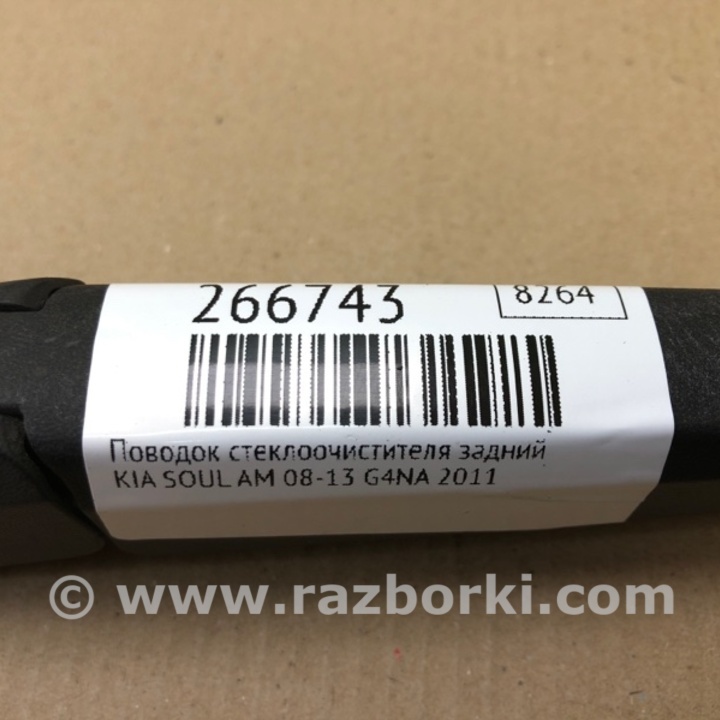 266743
8264
Поводок стеклоочистителя задний
KIA SOUL AM 08-13 G4NA 2011
© www.razborki.com